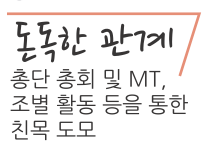 돈독한 관계
총단 총회 및 MT,
조별 활동 등을 통한
친목 도모